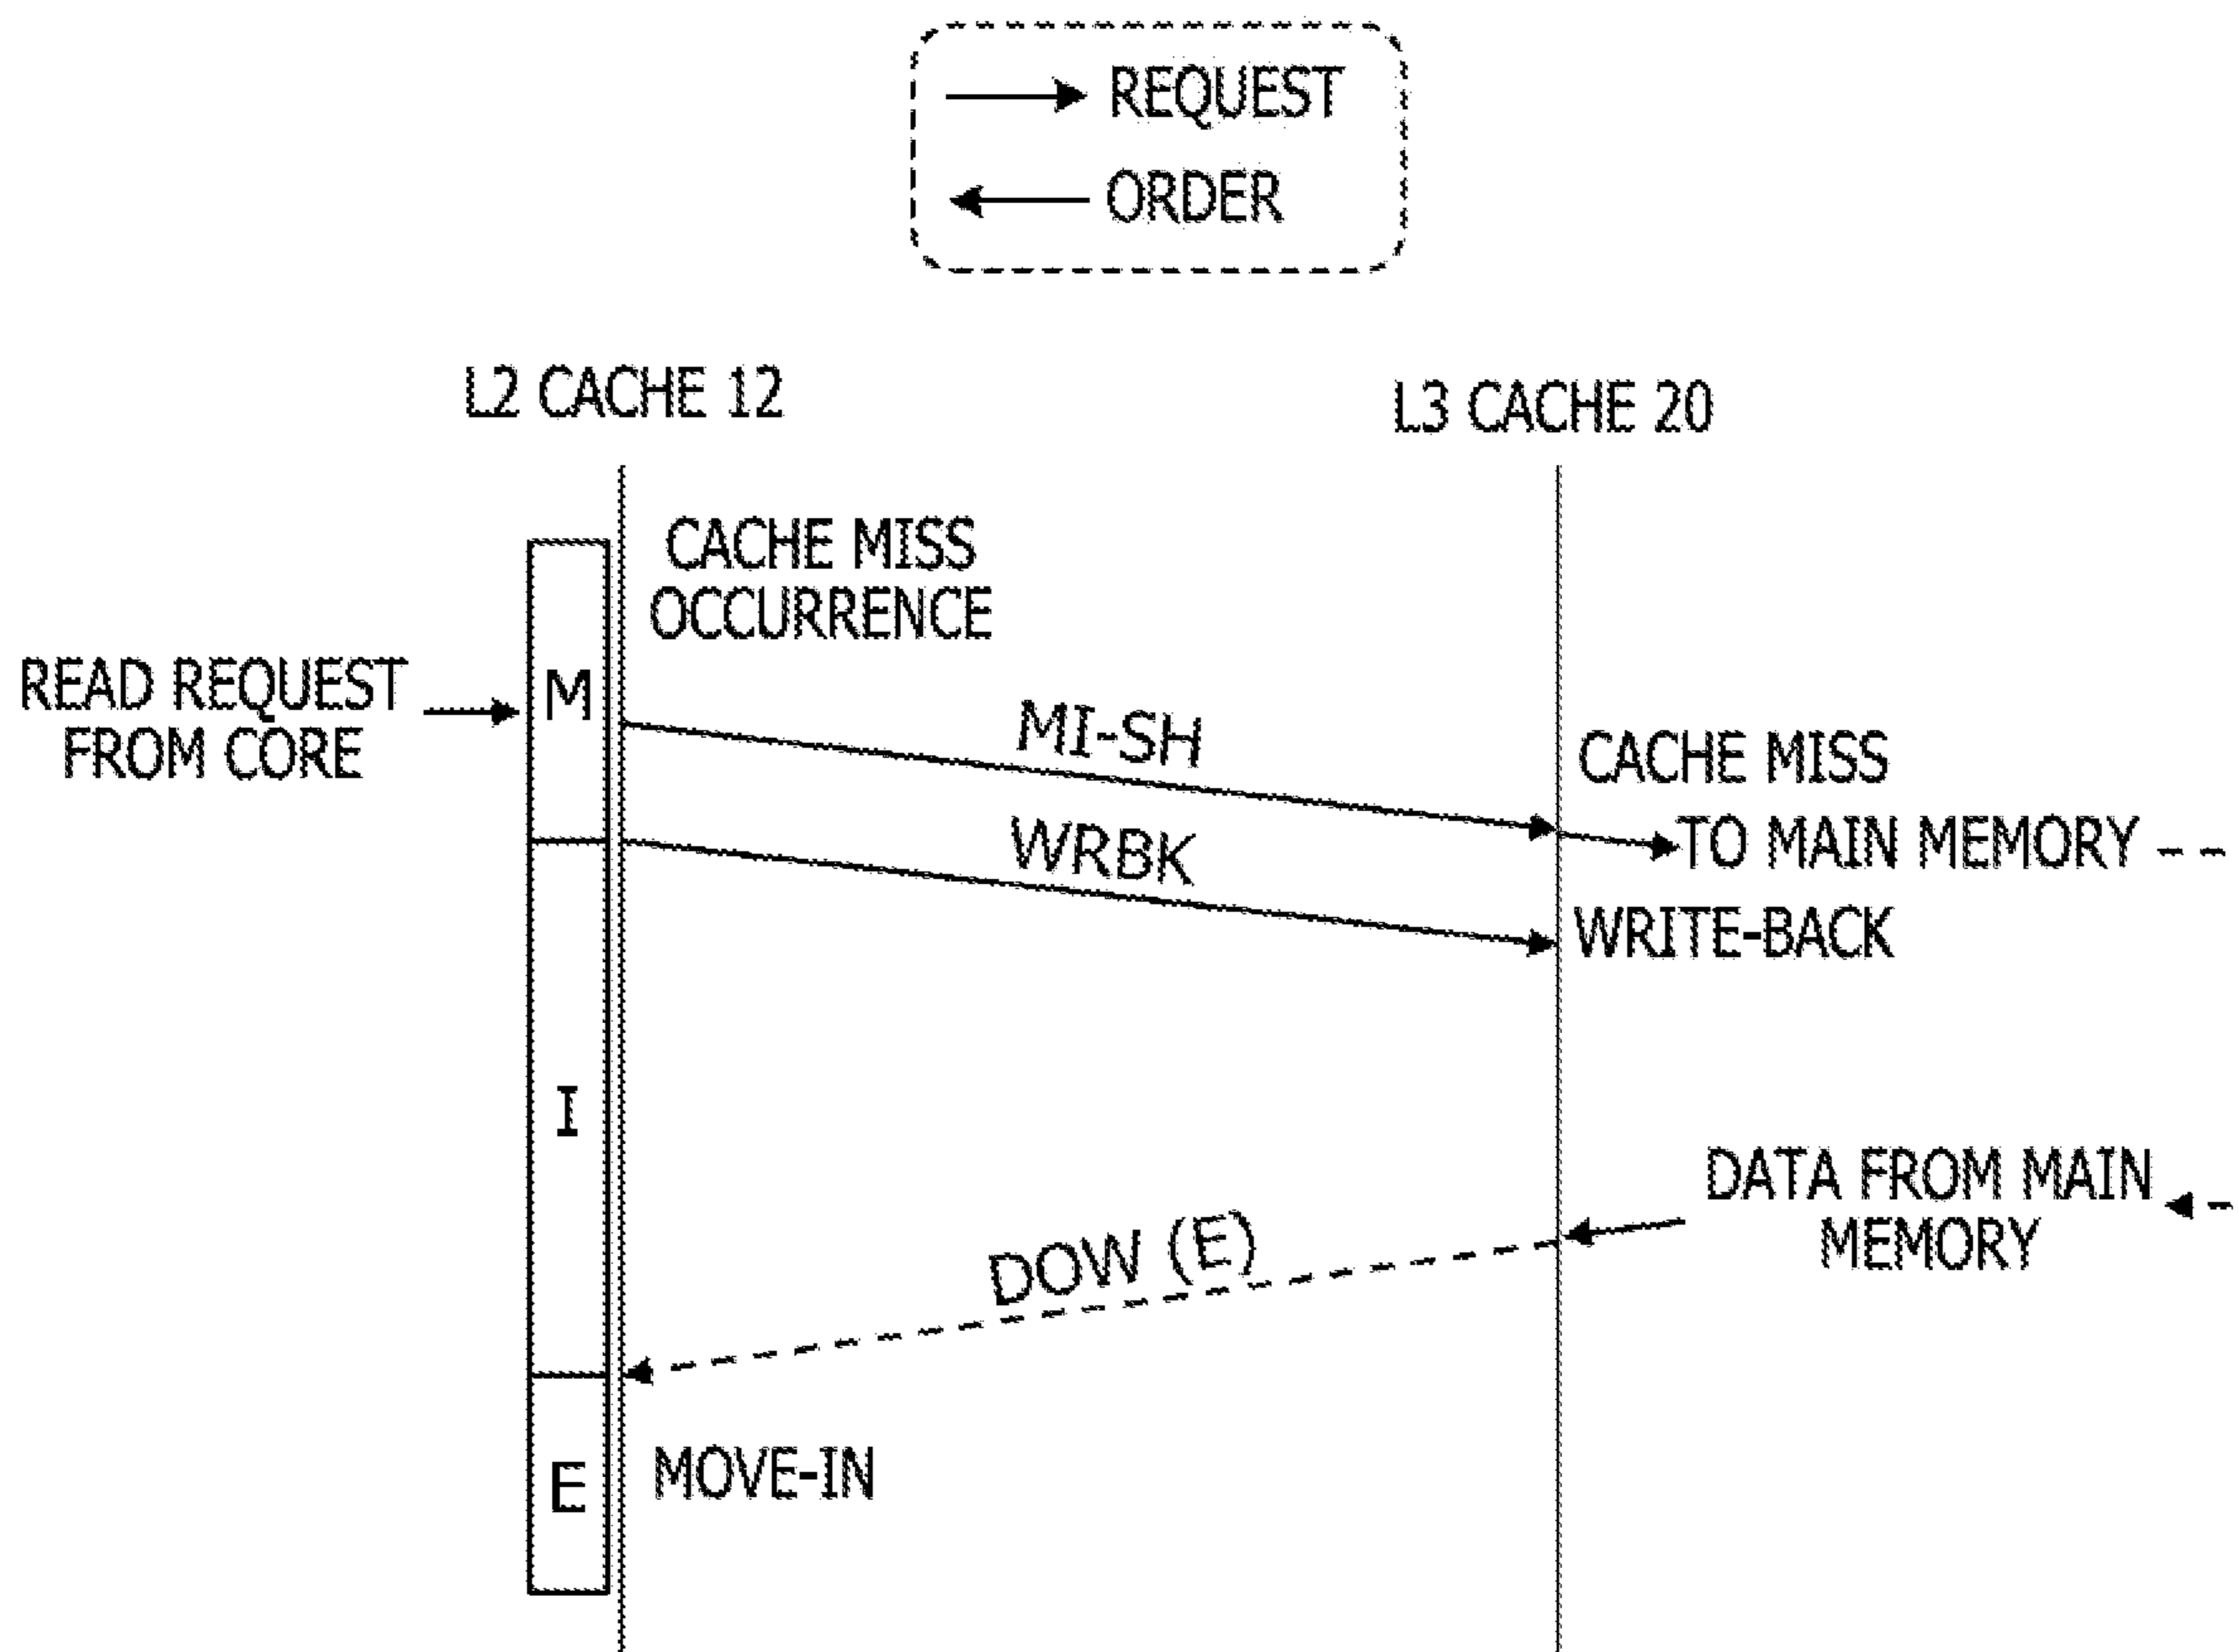 REQUEST
ORDER
L2 CACHE 12
L3 CACHE 20
CACHE MISS
OCCURRENCE
READ REQUEST
FROM CORE
M
MI-SH
CACHE MISS
TO MAIN MEMORY
WRBK
WRITE-BACK
I
DATA FROM MAIN
MEMORY
DOW (E)
E
MOVE-IN